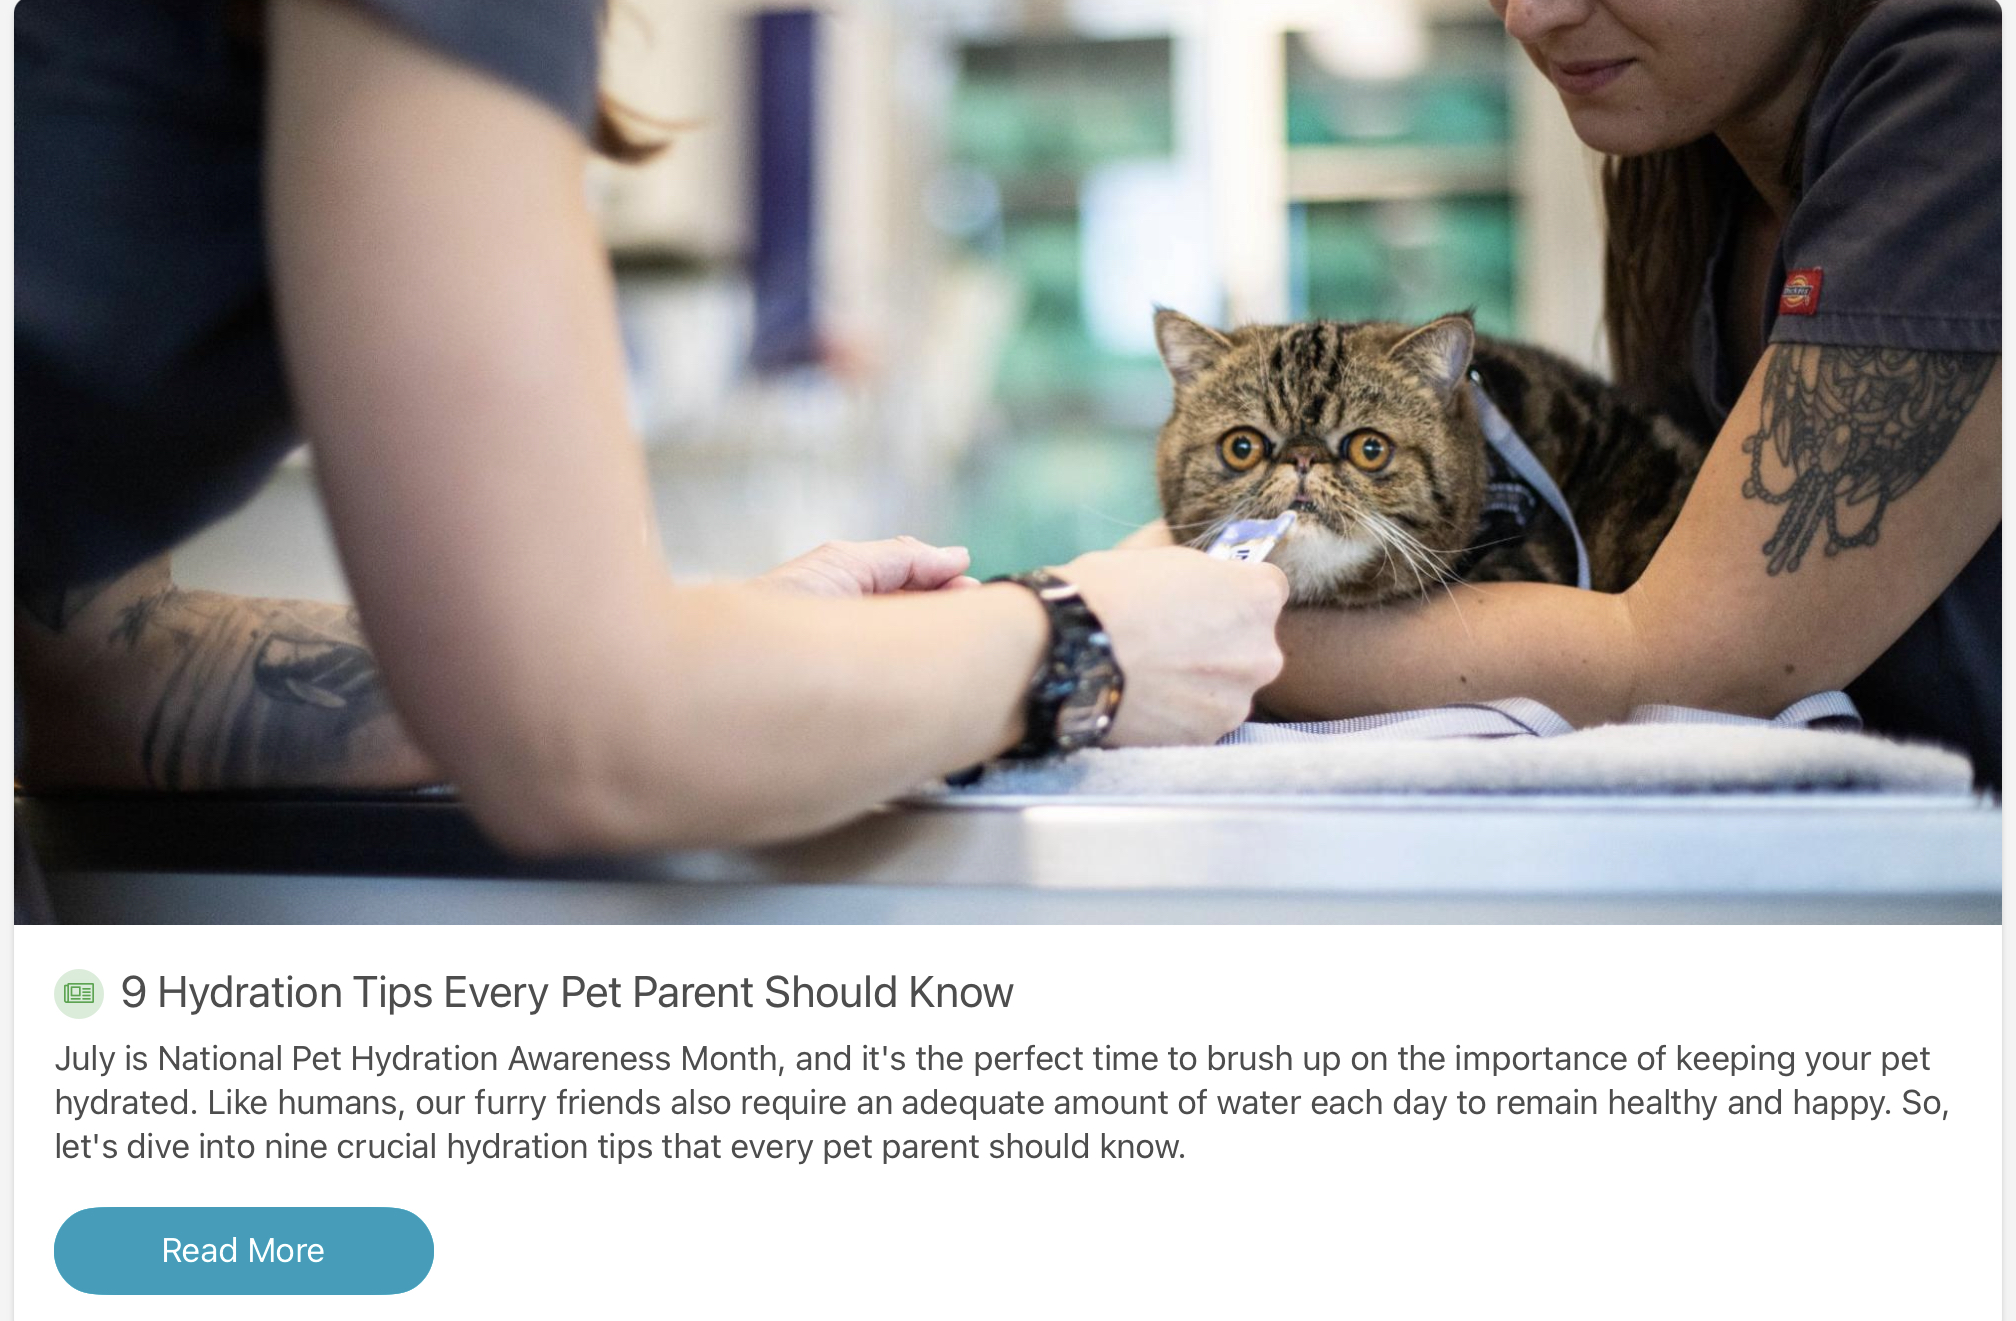 9 Hydration Tips Every Pet Parent Should Know
July is National Pet Hydration Awareness Month, and it's the perfect time to brush up on the importance of keeping your pet
hydrated. Like humans, our furry friends also require an adequate amount of water each day to remain healthy and happy. So,
let's dive into nine crucial hydration tips that every pet parent should know.
Read More